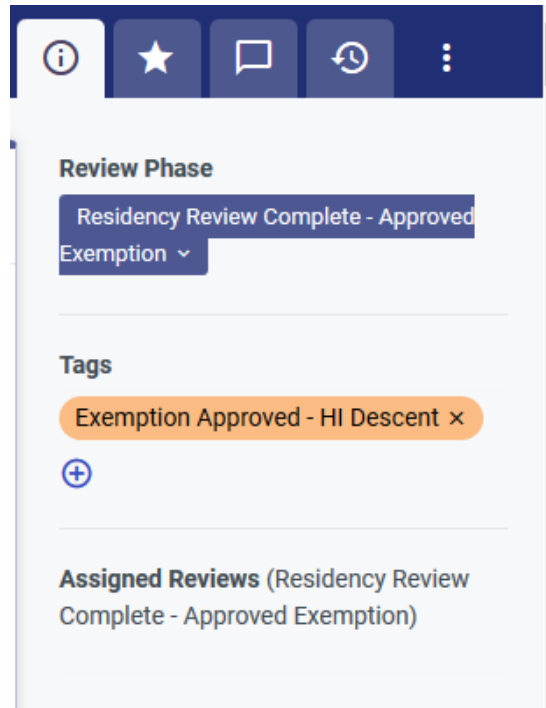 Review Phase
Residency Review Complete - Approved
Exemption
Tags
Exemption Approved - HI Descent ×
Assigned Reviews (Residency Review
Complete - Approved Exemption)